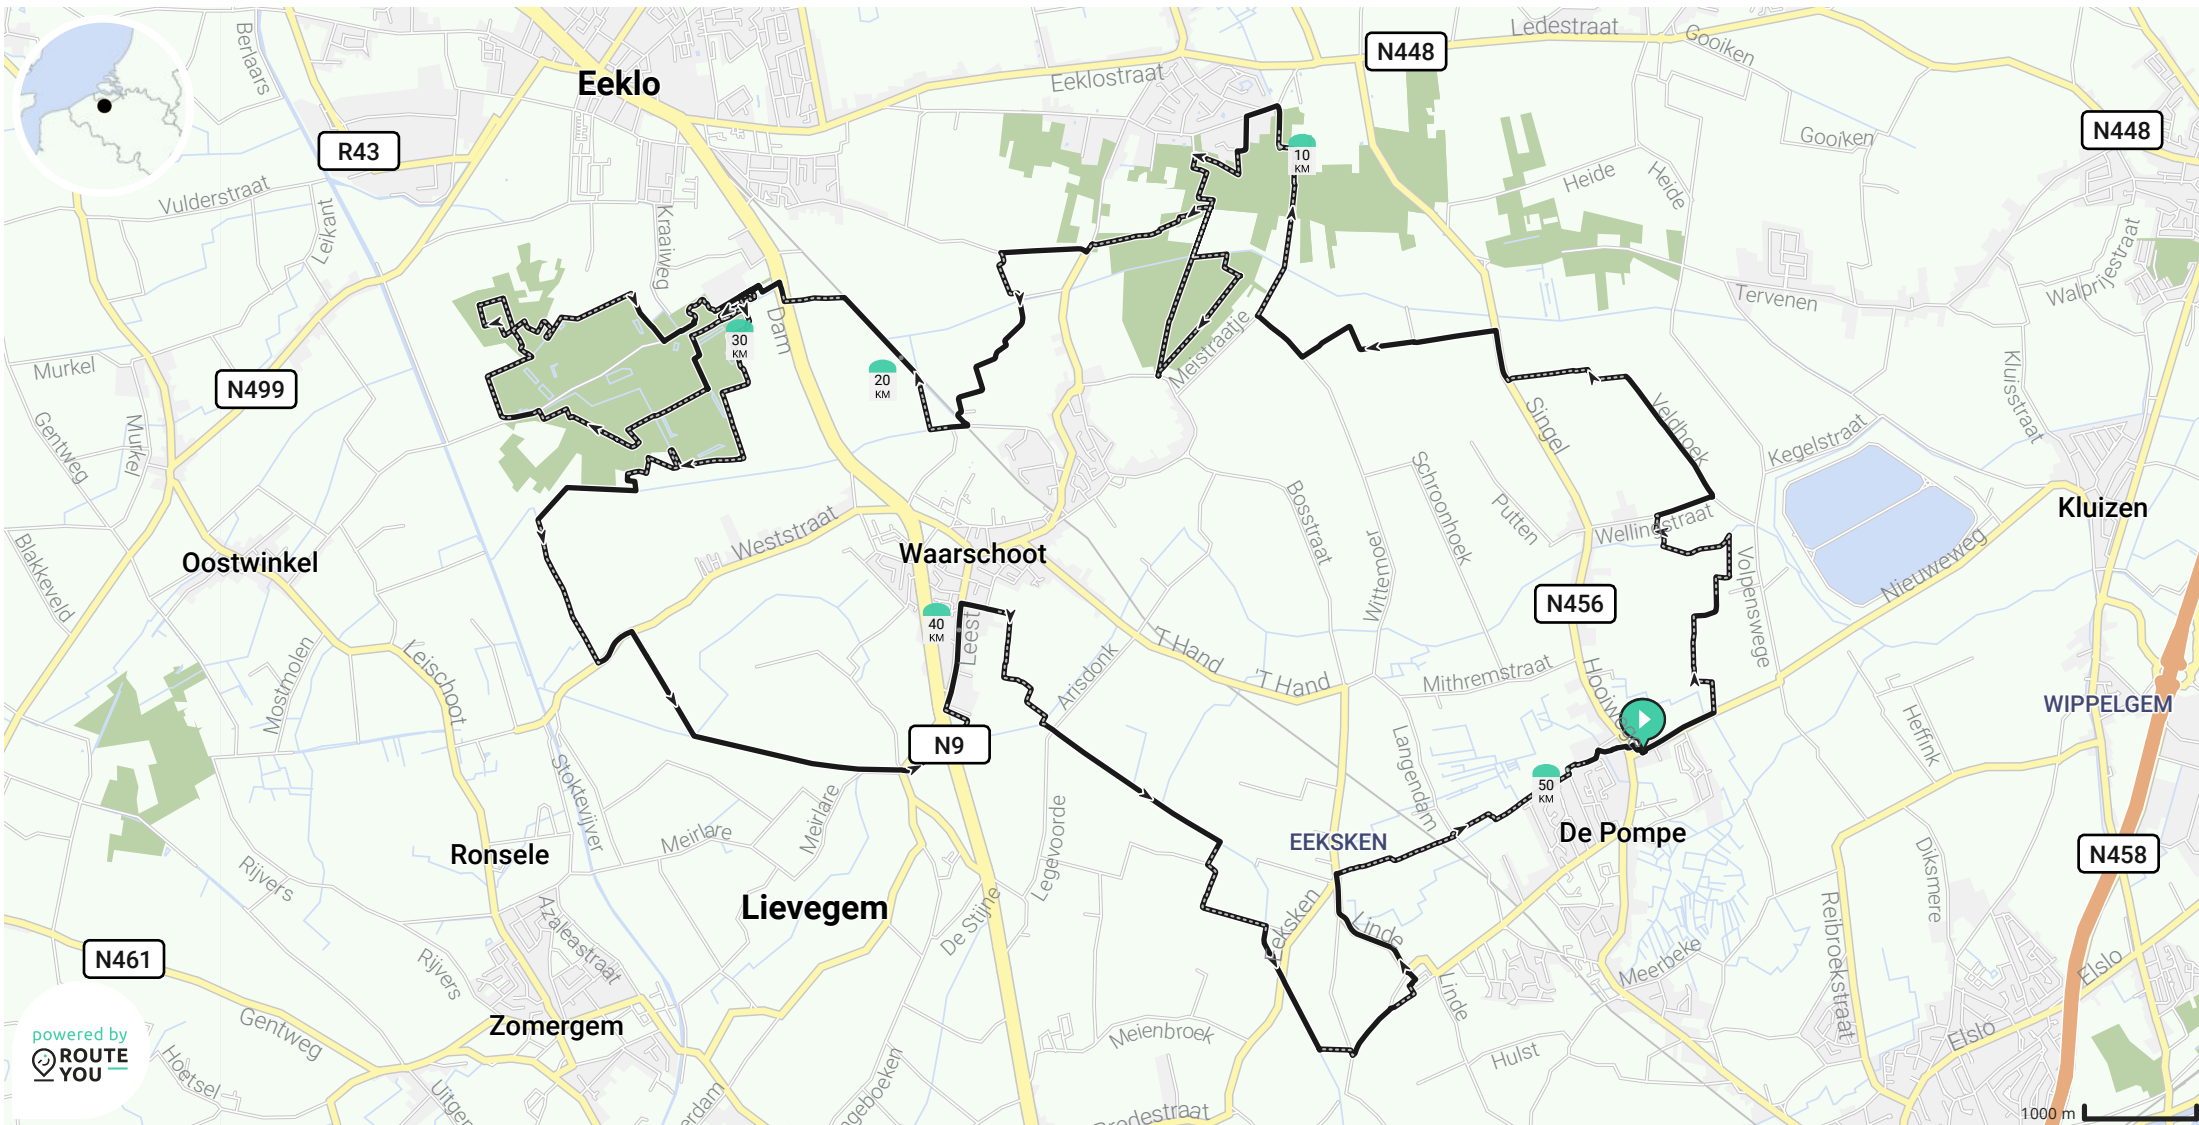 Ledestraat
Gooiken
N448
Berlaars
Eeklo
Eeklostraat
N448
R43
Gooiken
10
KM
Heide
Heide
Vulderstraat
Leikant
Kraaiweg
Walprijestraat
Tervenen
Dam
30
KM
Meistraatje
Murkel
N499
20
KM
Kluisstraat
Gentweg
Murkel
Singel
Veldhoek
Kegelstraat
Schroonhoek
Bosstraat
Putten
Kluizen
Weststraat
Wellingstraat
Waarschoot
Oostwinkel
Blakkeveld
Wittemoer
Volpenswege
Nieuweweg
N456
40
KM
Leest
'T Hand
'T Hand
Arisdonk
Mithremstraat
Leischoot
Mostmolen
Hooiweg
WIPPELGEM
Heffink
N9
Langendam
Stoktevijver
50
KM
De Pompe
Meirlare
Meirlare
EEKSKEN
Legevoorde
N458
Ronsele
Diksmere
Rijvers
Lievegem
De Stijne
Eeksken
Linde
Azaleastraat
Reibroekstraat
N461
Rijvers
Meerbeke
Elslo
Linde
powered by
ROUTE
YOU
Gentweg
Zomergem
Meienbroek
Elslo
Hulst
Hoetsel
1000 m